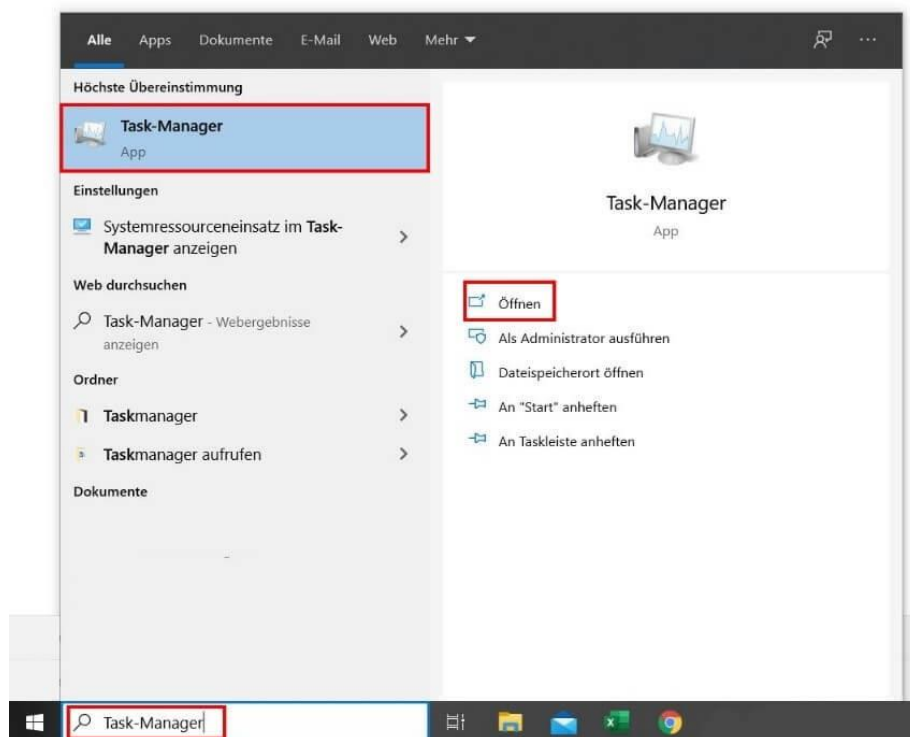 Alle Apps Dokumente E-Mail Web Mehr
Höchste Übereinstimmung
Task-Manager
App
Einstellungen
Systemressourceneinsatz im Task-
Manager anzeigen
Web durchsuchen
Task-Manager - Webergebnisse
anzeigen
Ordner
Taskmanager
Taskmanager aufrufen
Dokumente
Task-Manager
App
Öffnen
Als Administrator ausführen
Dateispeicherort öffnen
An "Start" anheften
An Taskleiste anheften
Task-Manager